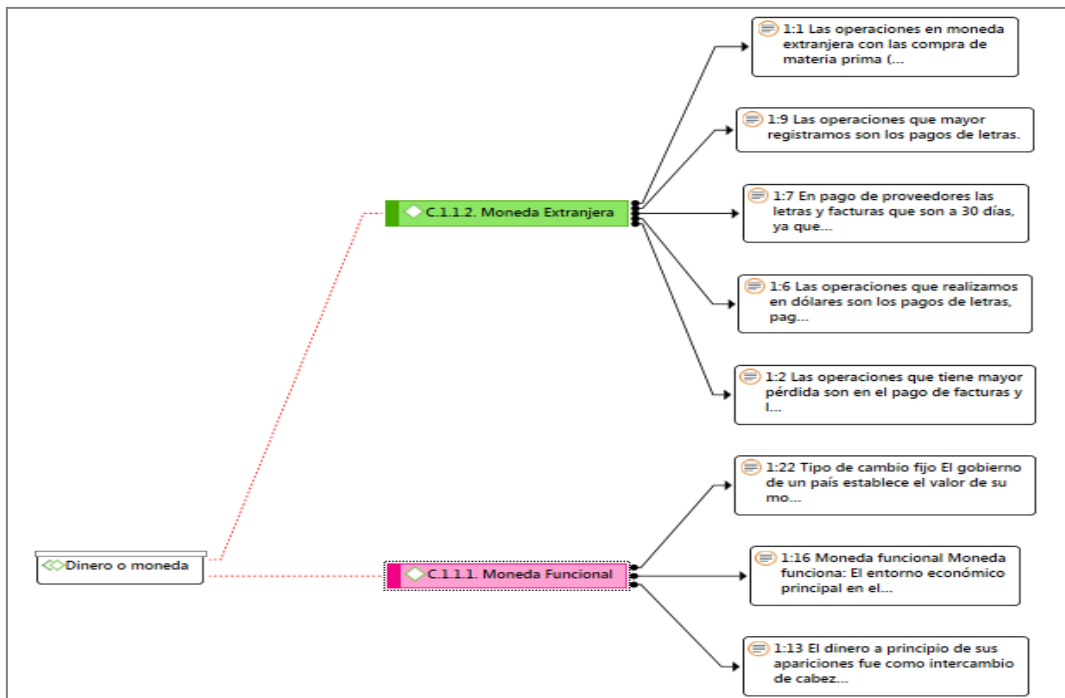 1:1 Las operaciones en moneda
extranjera con las compra de
materia prima (...
1:9 Las operaciones que mayor
registramos son los pagos de letras.
C.1.1.2. Moneda Extranjera
1:7 En pago de proveedores las
letras y facturas que son a 30 días,
ya que...
1:6 Las operaciones que realizamos
en dólares son los pagos de letras,
pag...
1:2 Las operaciones que tiene mayor
pérdida son en el pago de facturas y
l...
1:22 Tipo de cambio fijo El gobierno
de un país establece el valor de su
mo...
Dinero o moneda
C.1.1.1. Moneda Funcional
1:16 Moneda funcional Moneda
funciona: El entorno económico
principal en el...
1:13 El dinero a principio de sus
apariciones fue como intercambio
de cabez...